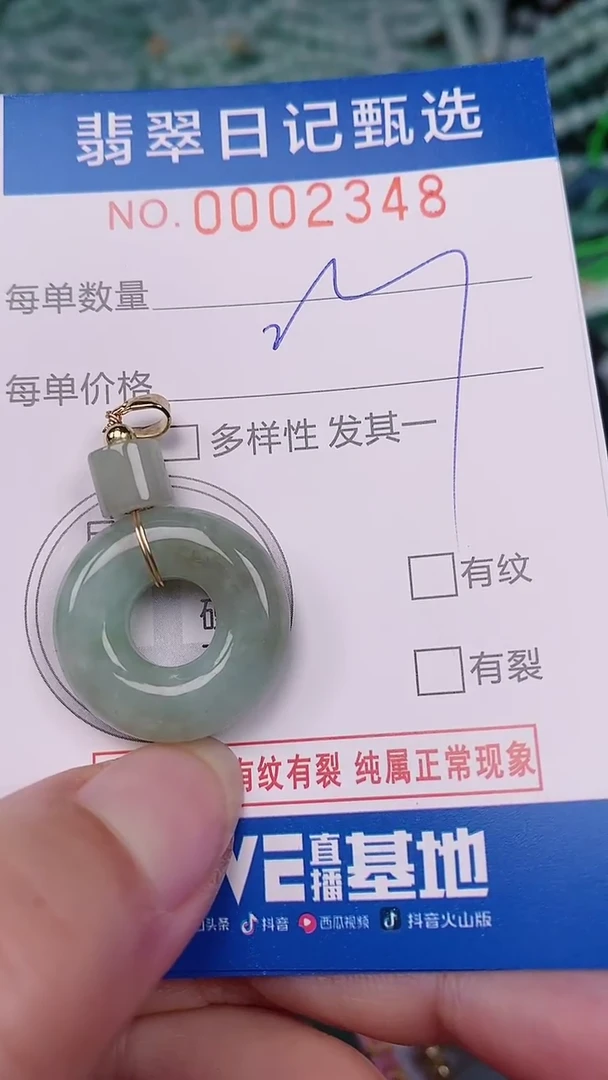 翡翠日记甄选
NO. 0002348
每单数量
每单价格
多样性 发其一
有纹
有裂
有纹有裂 纯属正常现象
VE直播基地
头条 抖音 西瓜视频 抖音火山版